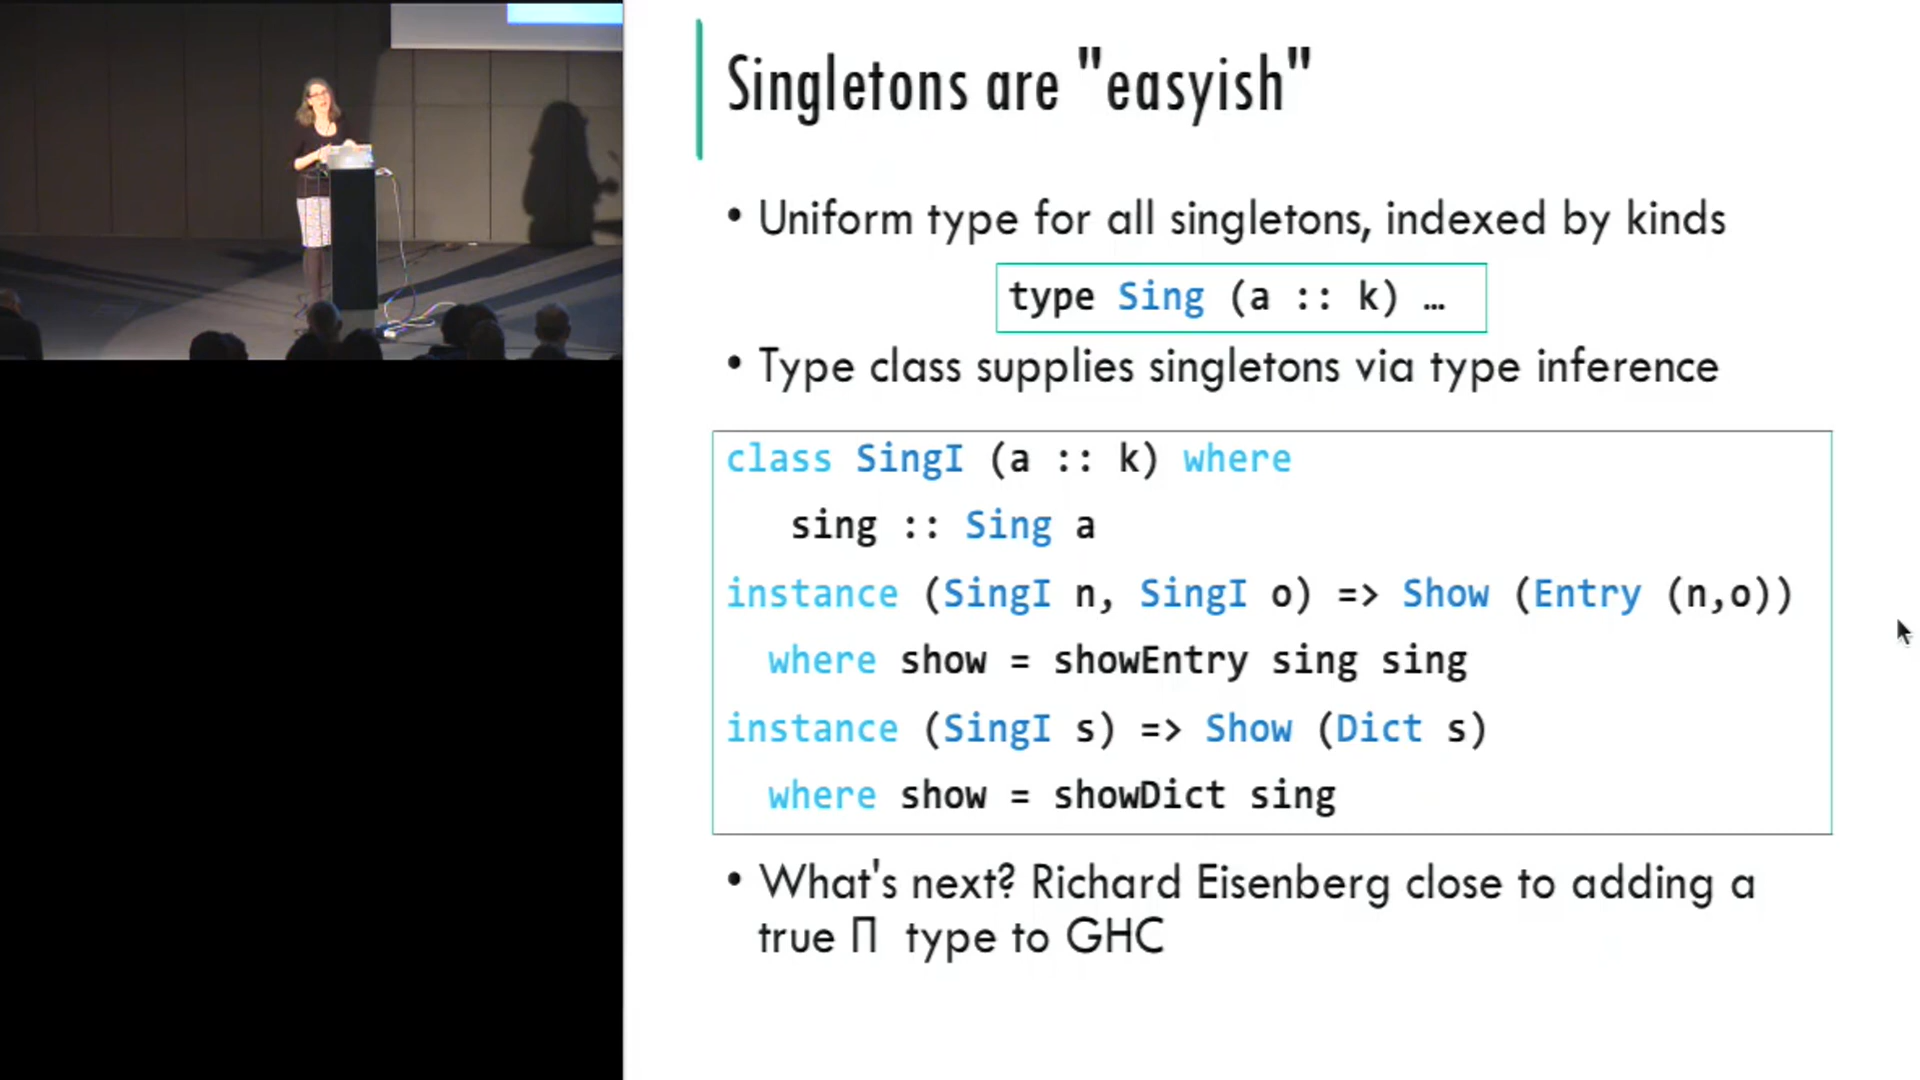 Singletons are "easyish"
• Uniform type for all singletons, indexed by kinds
type Sing (a :: k) …
• Type class supplies singletons via type inference
class SingI (a :: k) where
sing :: Sing a
instance (SingI n, SingI o) => Show (Entry (n,o))
where show = showEntry sing sing
instance (SingI s) => Show (Dict s)
where show = showDict sing
• What's next? Richard Eisenberg close to adding a
true Π type to GHC